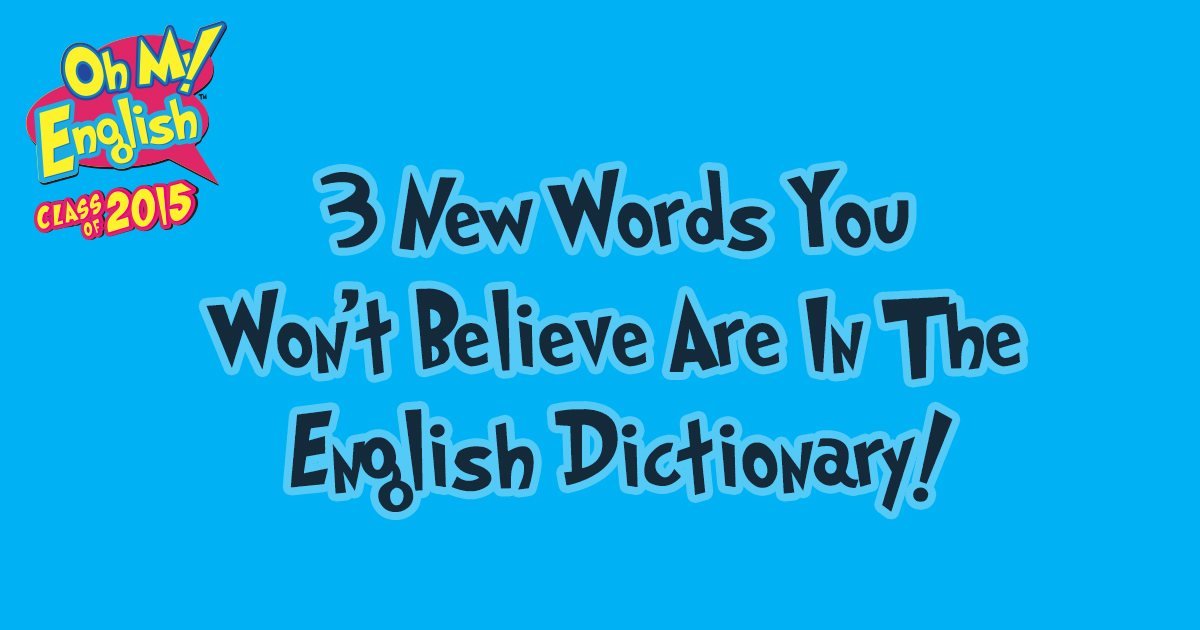 Oh My!
English™
CLASS
OF 2015
3 New Words You
Won't Believe Are In The
English Dictionary!